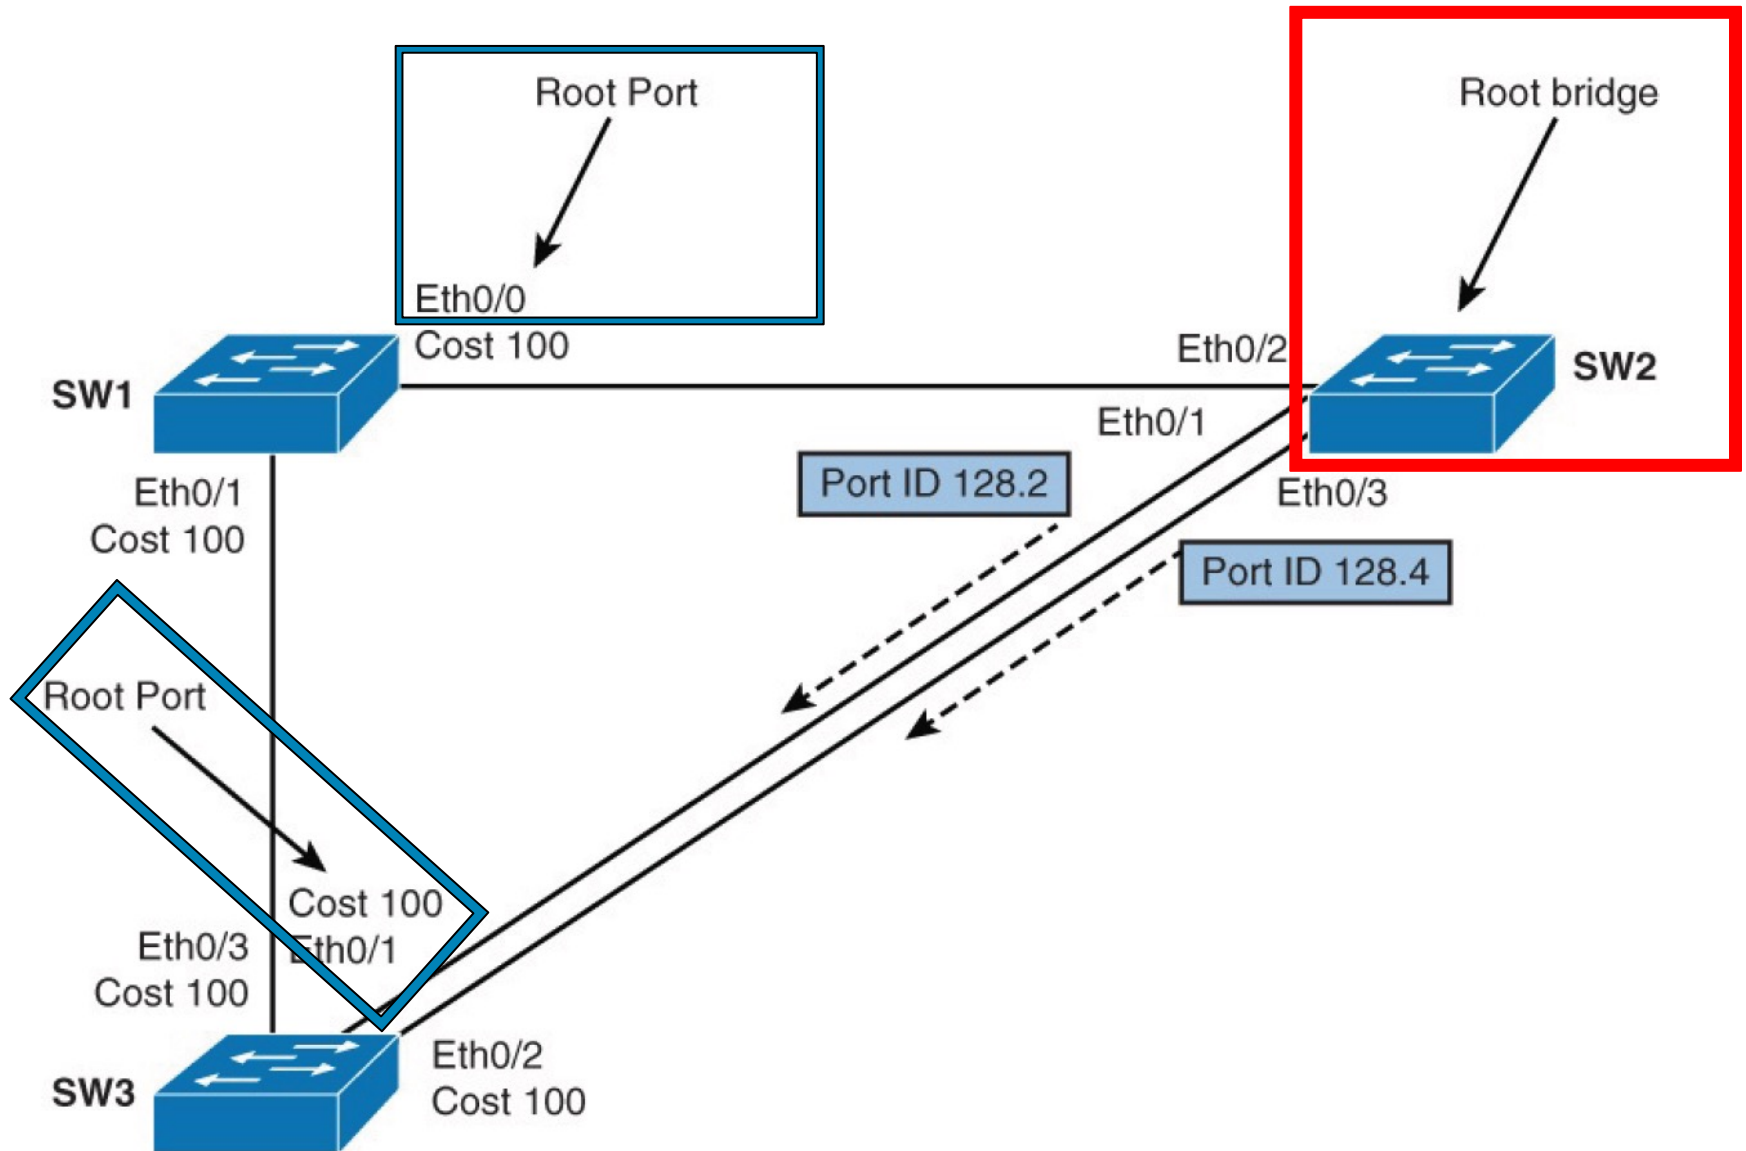 Root Port
Root bridge
Eth0/0
Cost 100
Eth0/2
SW2
SW1
Eth0/1
Port ID 128.2
Eth0/3
Eth0/1
Cost 100
Port ID 128.4
Root Port
Cost 100
Eth0/1
Eth0/3
Cost 100
Eth0/2
Cost 100
SW3